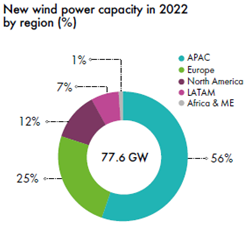 New wind power capacity in 2022
by region (%)
1%
7%
12%
25%
77.6 GW
56%
APAC
Europe
North America
LATAM
Africa & ME